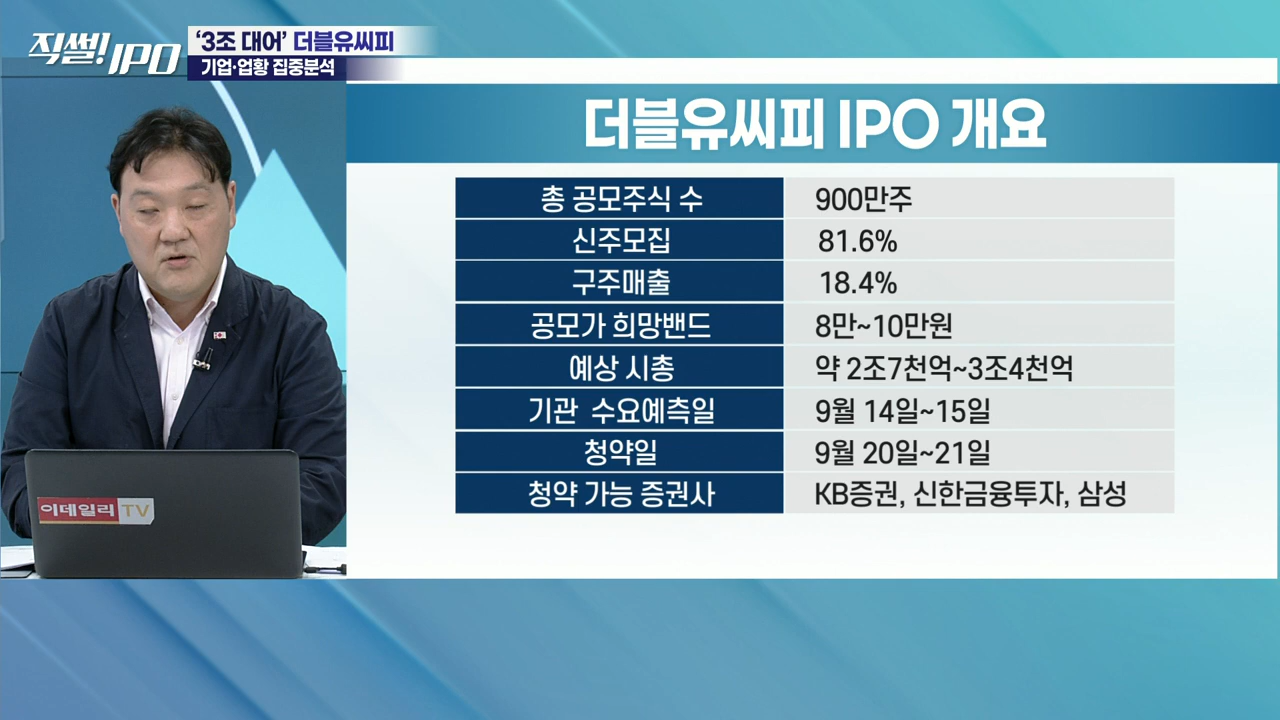 직썰! IPO
‘3조 대어’ 더블유씨피
기업·업황 집중분석
더블유씨피 IPO 개요
총 공모주식 수 900만주
신주모집 81.6%
구주매출 18.4%
공모가 희망밴드 8만~10만원
예상 시총 약 2조7천억~3조4천억
기관 수요예측일 9월 14일~15일
청약일 9월 20일~21일
청약 가능 증권사 KB증권, 신한금융투자, 삼성
이데일리 TV